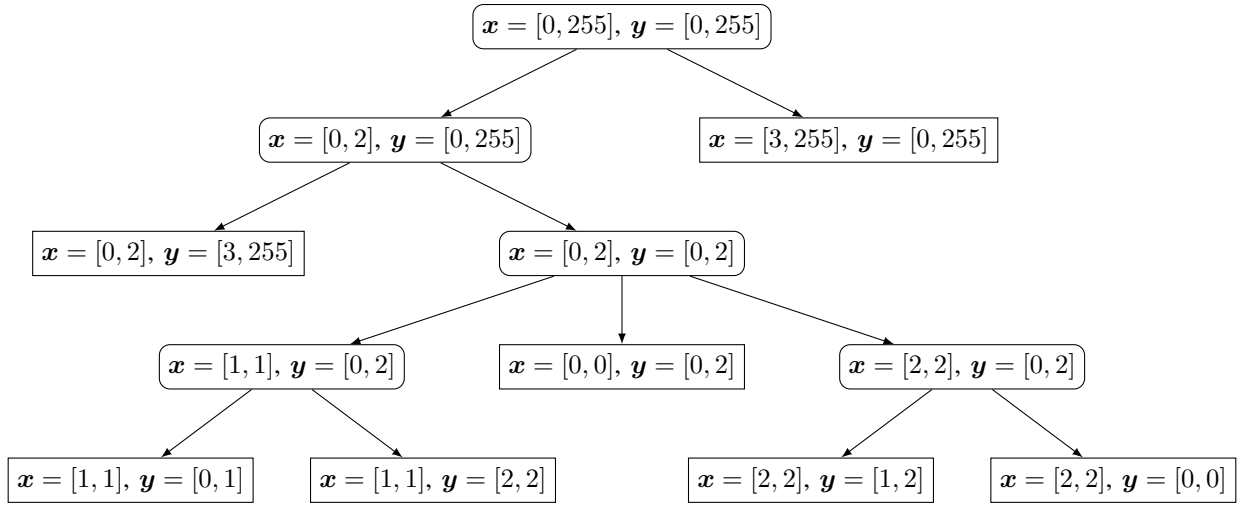 x = [0, 255], y = [0, 255]
x = [0, 2], y = [0, 255]
x = [3, 255], y = [0, 255]
x = [0, 2], y = [3, 255]
x = [0, 2], y = [0, 2]
x = [1, 1], y = [0, 2]
x = [0, 0], y = [0, 2]
x = [2, 2], y = [0, 2]
x = [1, 1], y = [0, 1]
x = [1, 1], y = [2, 2]
x = [2, 2], y = [1, 2]
x = [2, 2], y = [0, 0]